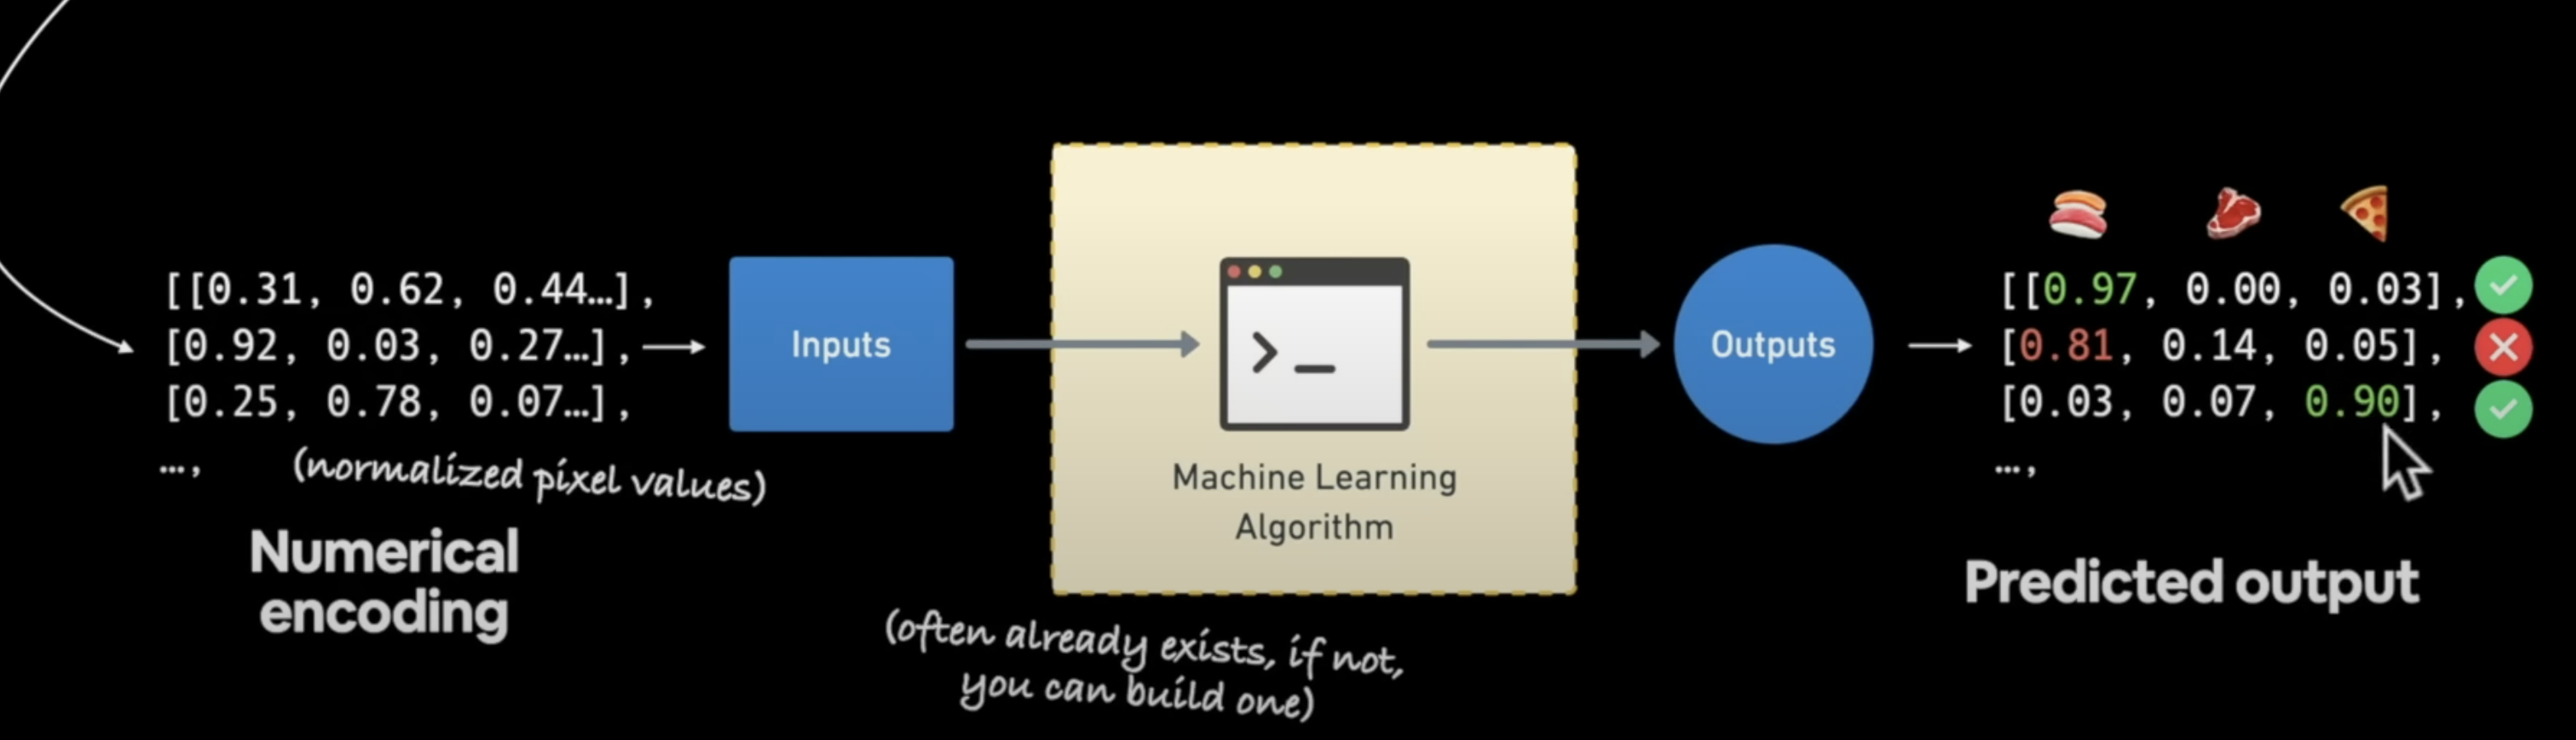 [[0.31, 0.62, 0.44…],
[0.92, 0.03, 0.27…],
[0.25, 0.78, 0.07…],
…,
(normalized pixel values)
Numerical
encoding
Inputs
>_
Machine Learning
Algorithm
(often already exists, if not,
you can build one)
Outputs
[[0.97, 0.00, 0.03],
[0.81, 0.14, 0.05],
[0.03, 0.07, 0.90],
…,
Predicted output